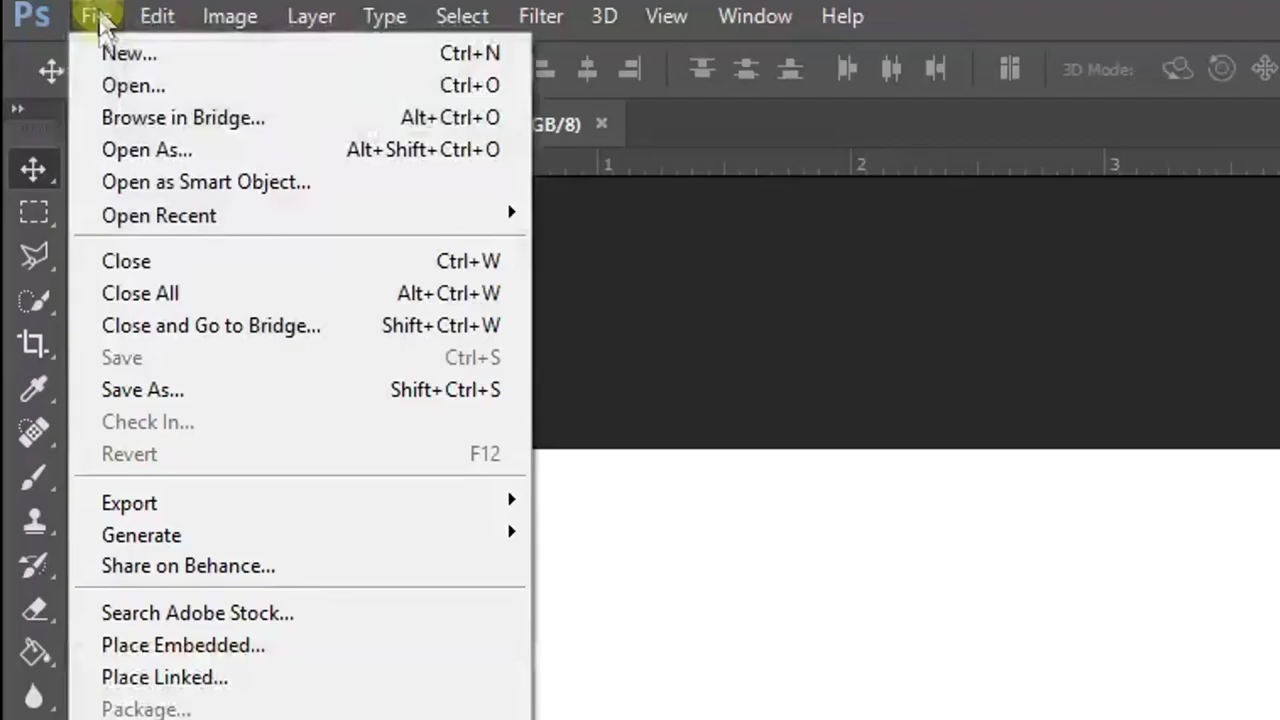 Ps File Edit Image Layer Type Select Filter 3D View Window Help
3D Mode:
GB/8) ×
1 2 3
New... Ctrl+N
Open... Ctrl+O
Browse in Bridge... Alt+Ctrl+O
Open As... Alt+Shift+Ctrl+O
Open as Smart Object...
Open Recent
Close Ctrl+W
Close All Alt+Ctrl+W
Close and Go to Bridge... Shift+Ctrl+W
Save Ctrl+S
Save As... Shift+Ctrl+S
Check In...
Revert F12
Export
Generate
Share on Behance...
Search Adobe Stock...
Place Embedded...
Place Linked...
Package...